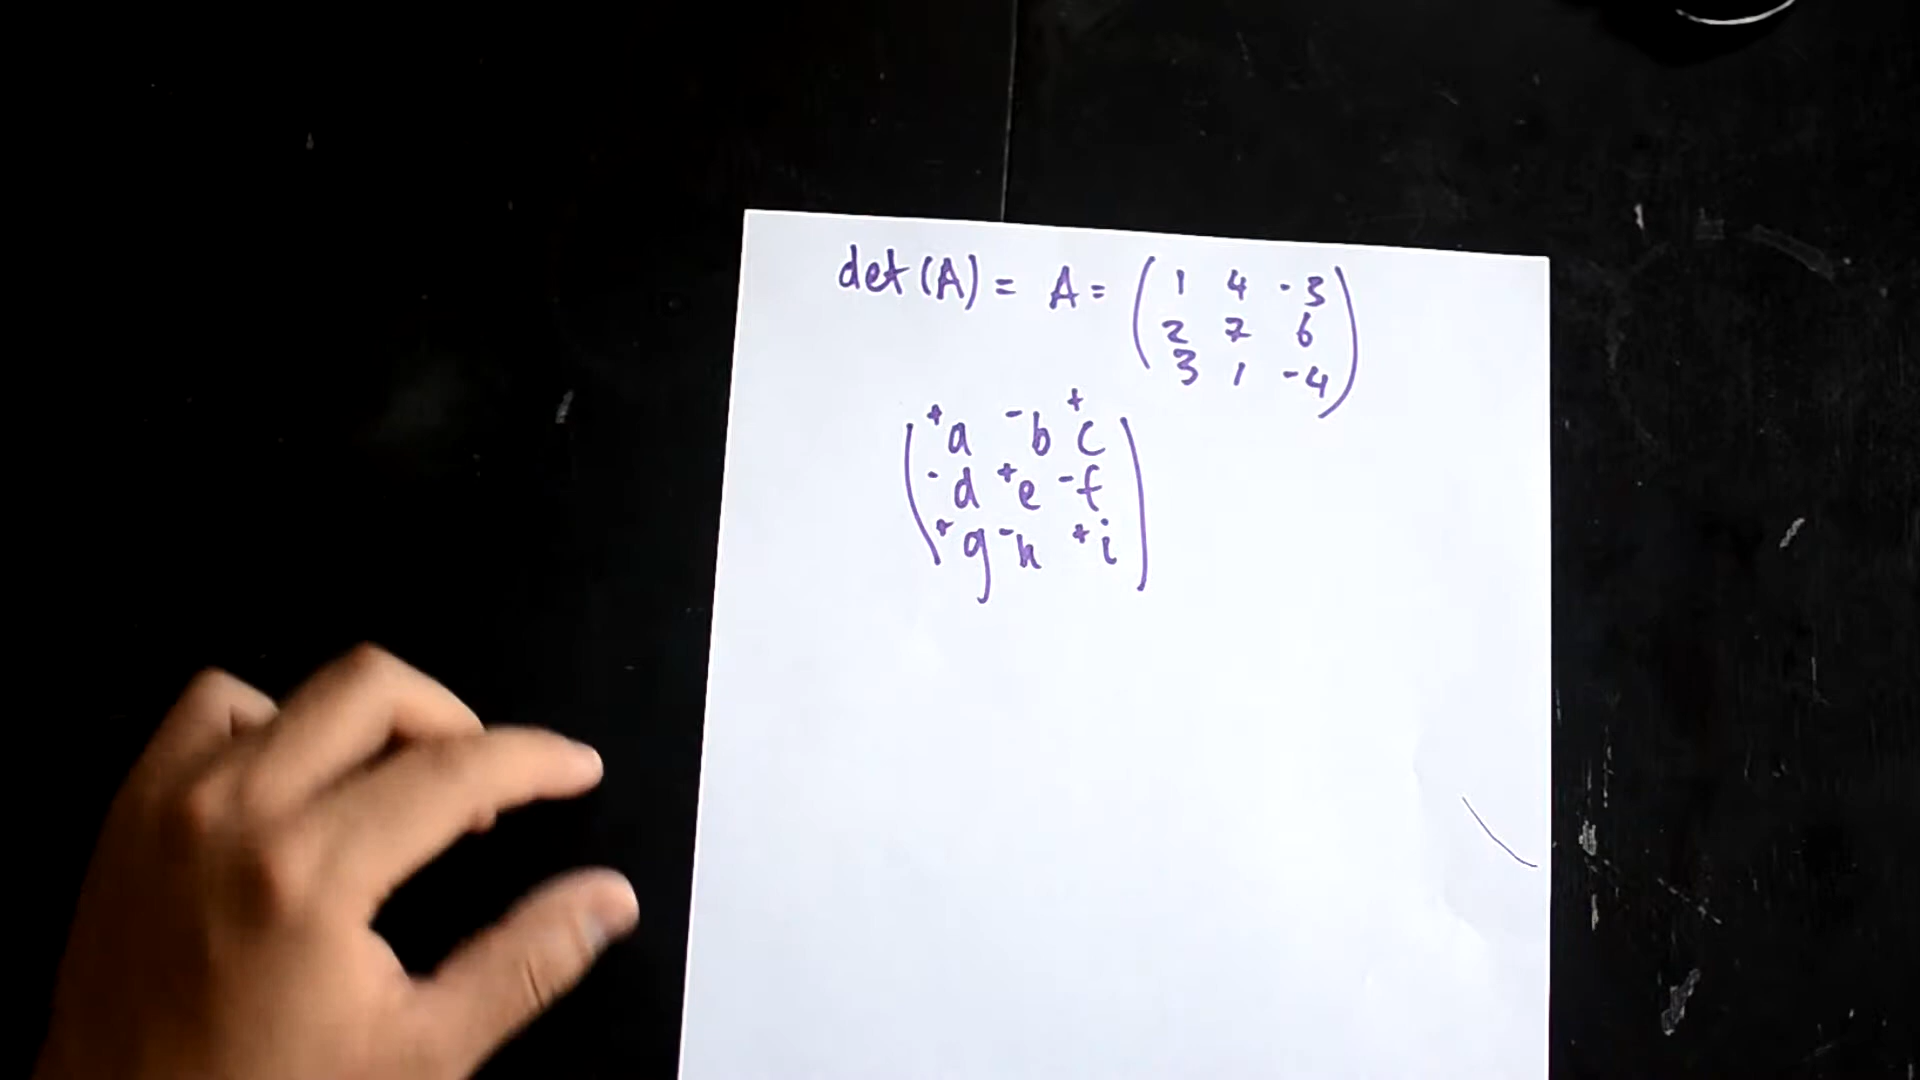 det(A) = A = ( 1 4 -3
2 7 6
3 1 -4 )
( +a -b +c
-d +e -f
+g -h +i )